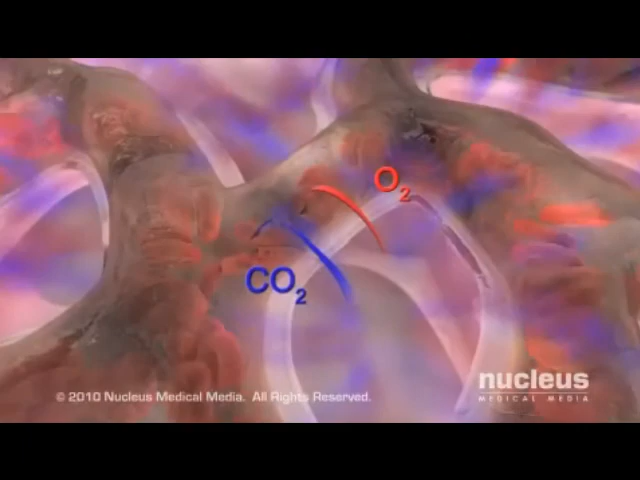 O₂
CO₂
nucleus
MEDICAL MEDIA
© 2010 Nucleus Medical Media. All Rights Reserved.